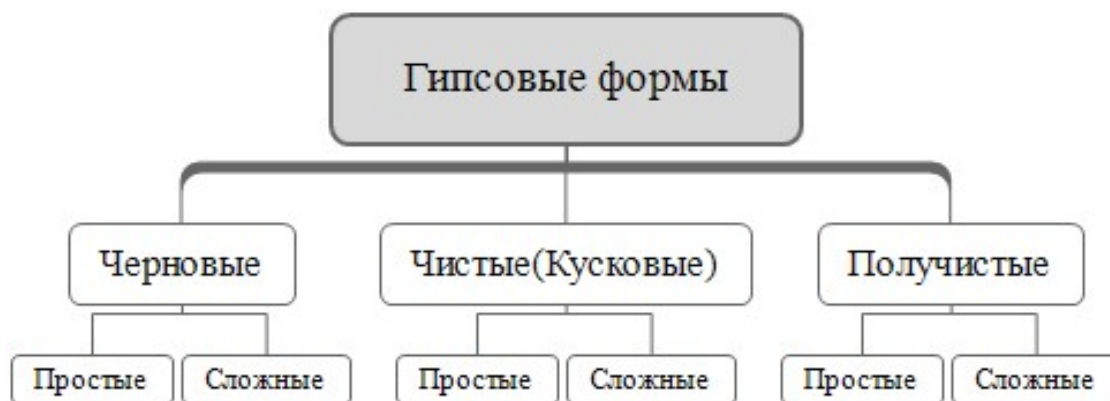 Гипсовые формы
Черновые
Чистые(Кусковые)
Получистые
Простые
Сложные
Простые
Сложные
Простые
Сложные